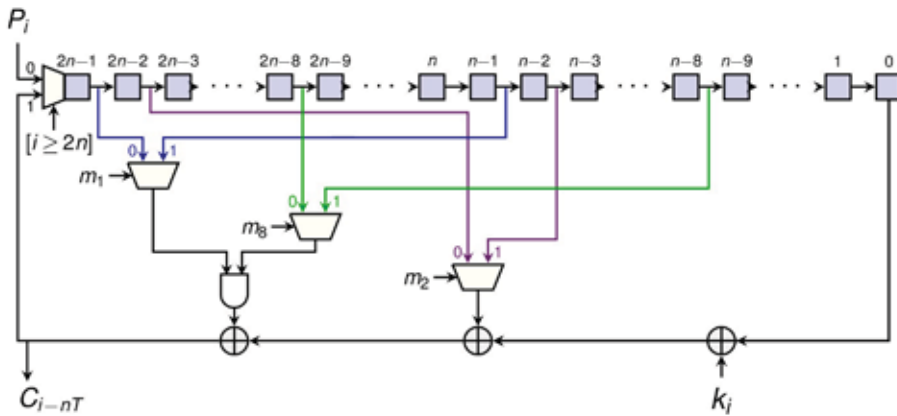 P_i
0 2n−1 2n−2 2n−3 2n−8 2n−9 n n−1 n−2 n−3 n−8 n−9 1 0
· · · · · · · · · · · ·
1
[i ≥ 2n]
0 1
m_1
0 1
m_8
0 1
m_2
C_{i−nT} k_i